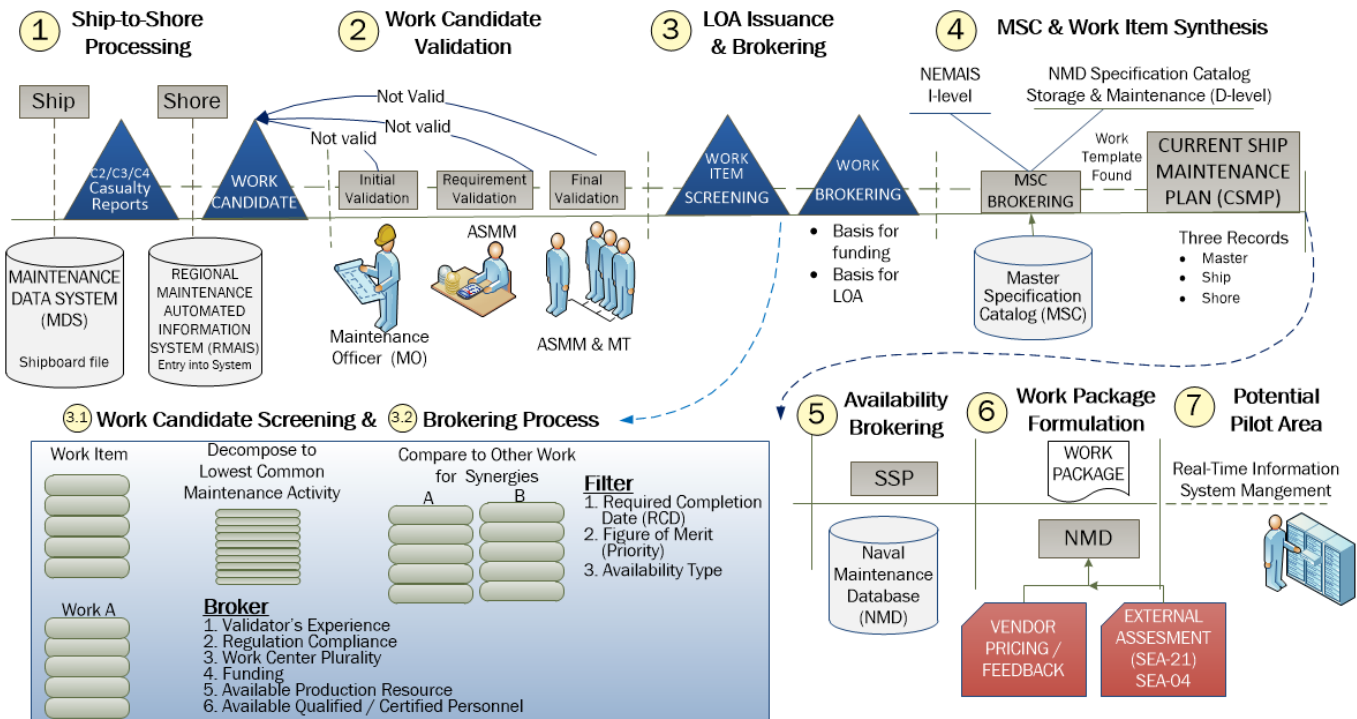 1
Ship-to-Shore
Processing
2
Work Candidate
Validation
3
LOA Issuance
& Brokering
4
MSC & Work Item Synthesis
Ship
Shore
Not Valid
Not valid
Not valid
NEMAIS
I-level
NMD Specification Catalog
Storage & Maintenance (D-level)
C2/C3/C4
Casualty
Reports
WORK
CANDIDATE
Initial
Validation
Requirement
Validation
Final
Validation
WORK
ITEM
SCREENING
WORK
BROKERING
MSC
BROKERING
Work
Template
Found
CURRENT SHIP
MAINTENANCE
PLAN (CSMP)
MAINTENANCE
DATA SYSTEM
(MDS)
Shipboard file
REGIONAL
MAINTENANCE
AUTOMATED
INFORMATION
SYSTEM (RMAIS)
Entry into System
Maintenance
Officer (MO)
ASMM
ASMM & MT
• Basis for
funding
• Basis for
LOA
Master
Specification
Catalog (MSC)
Three Records
• Master
• Ship
• Shore
3.1
Work Candidate Screening &
3.2
Brokering Process
Work Item
Decompose to
Lowest Common
Maintenance Activity
Compare to Other Work
for Synergies
A
B
Filter
1. Required Completion
Date (RCD)
2. Figure of Merit
(Priority)
3. Availability Type
Work A
Broker
1. Validator's Experience
2. Regulation Compliance
3. Work Center Plurality
4. Funding
5. Available Production Resource
6. Available Qualified / Certified Personnel
5
Availability
Brokering
SSP
Naval
Maintenance
Database
(NMD)
6
Work Package
Formulation
WORK
PACKAGE
NMD
VENDOR
PRICING /
FEEDBACK
EXTERNAL
ASSESMENT
(SEA-21)
SEA-04
7
Potential
Pilot Area
Real-Time Information
System Mangement